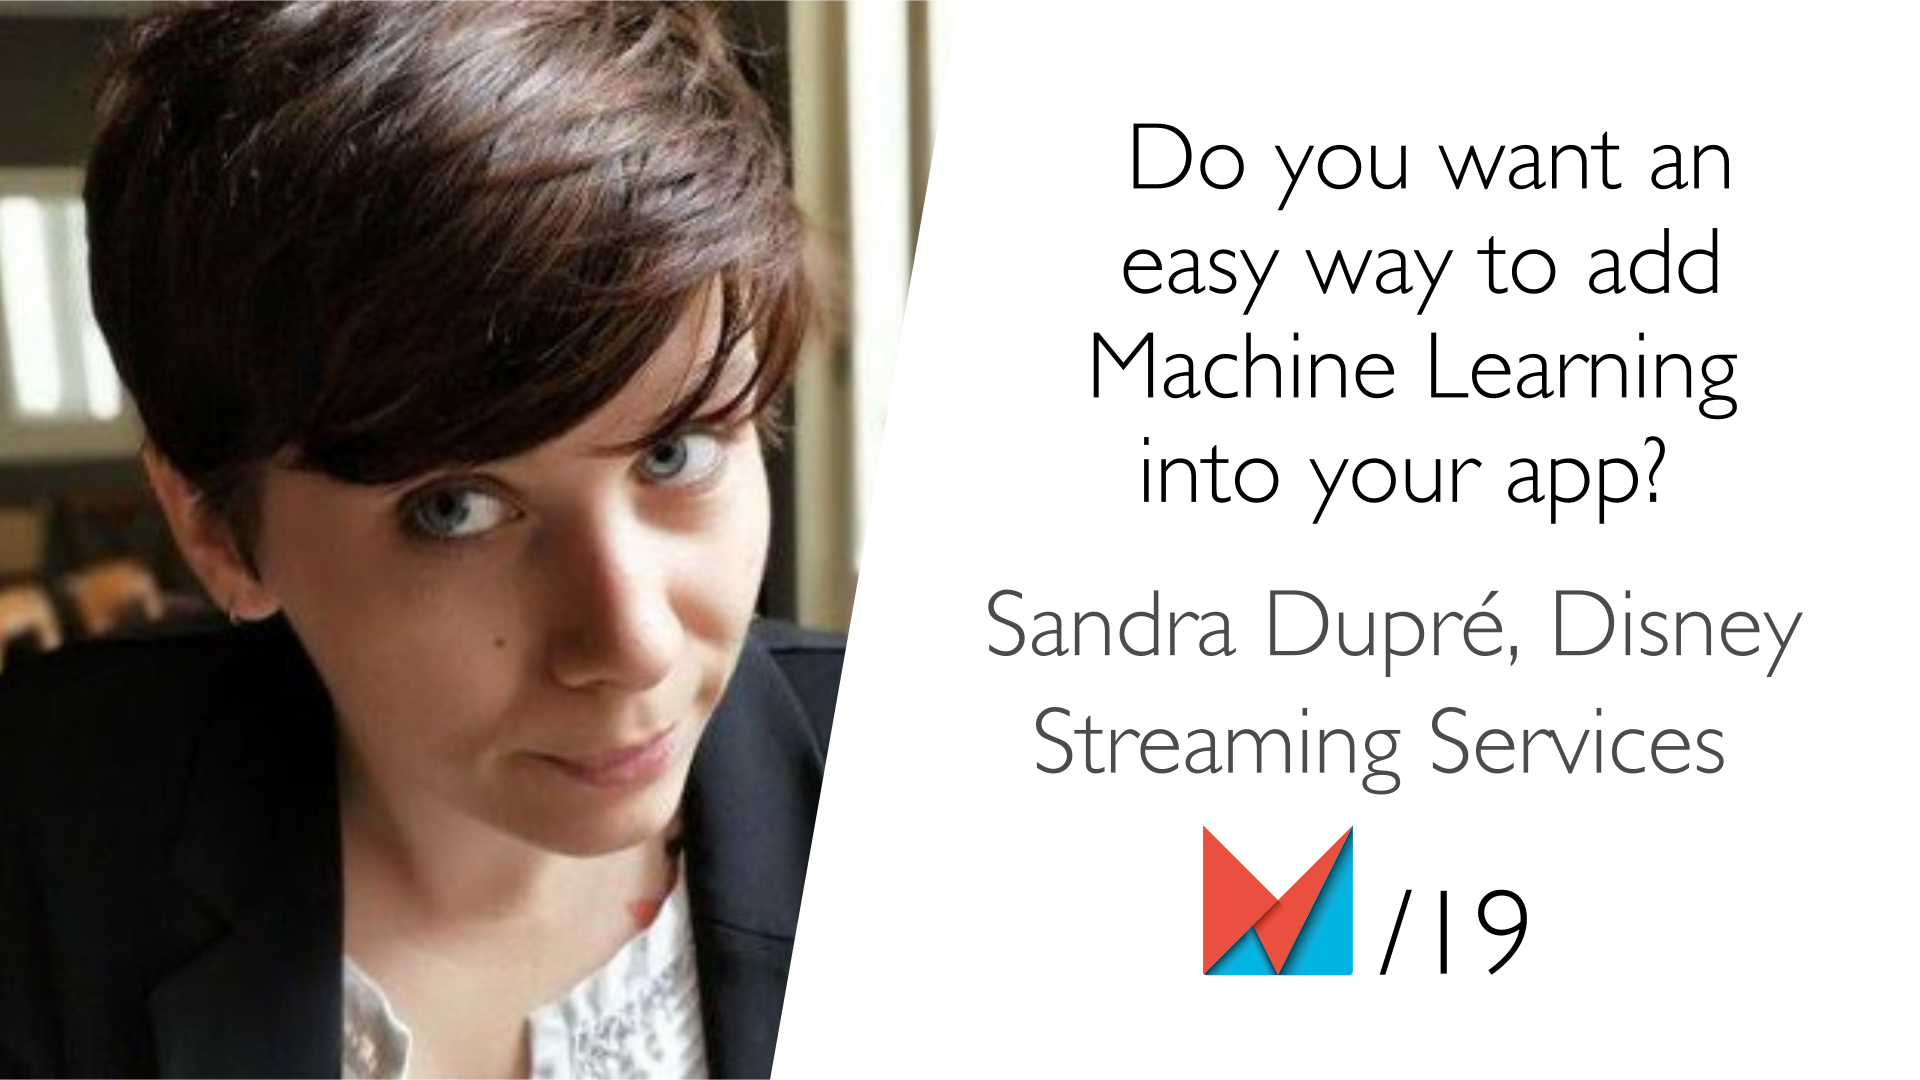 Do you want an
easy way to add
Machine Learning
into your app?
Sandra Dupré, Disney
Streaming Services
/19